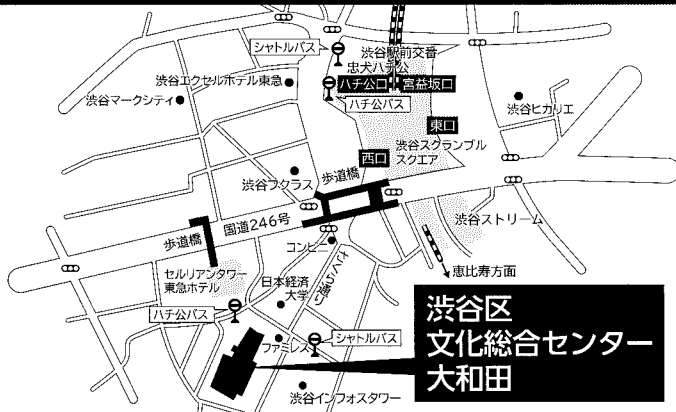 シャトルバス
渋谷駅前交番
忠犬ハチ公
渋谷エクセルホテル東急
ハチ公口
宮益坂口
渋谷マークシティ
ハチ公バス
渋谷ヒカリエ
東口
渋谷スクランブル
スクエア
西口
歩道橋
渋谷フクラス
渋谷ストリーム
国道246号
歩道橋
コンビニ
セルリアンタワー
東急ホテル
日本経済
大学
さくら通り
恵比寿方面
ハチ公バス
ファミレス
シャトルバス
渋谷インフォスタワー
渋谷区
文化総合センター
大和田